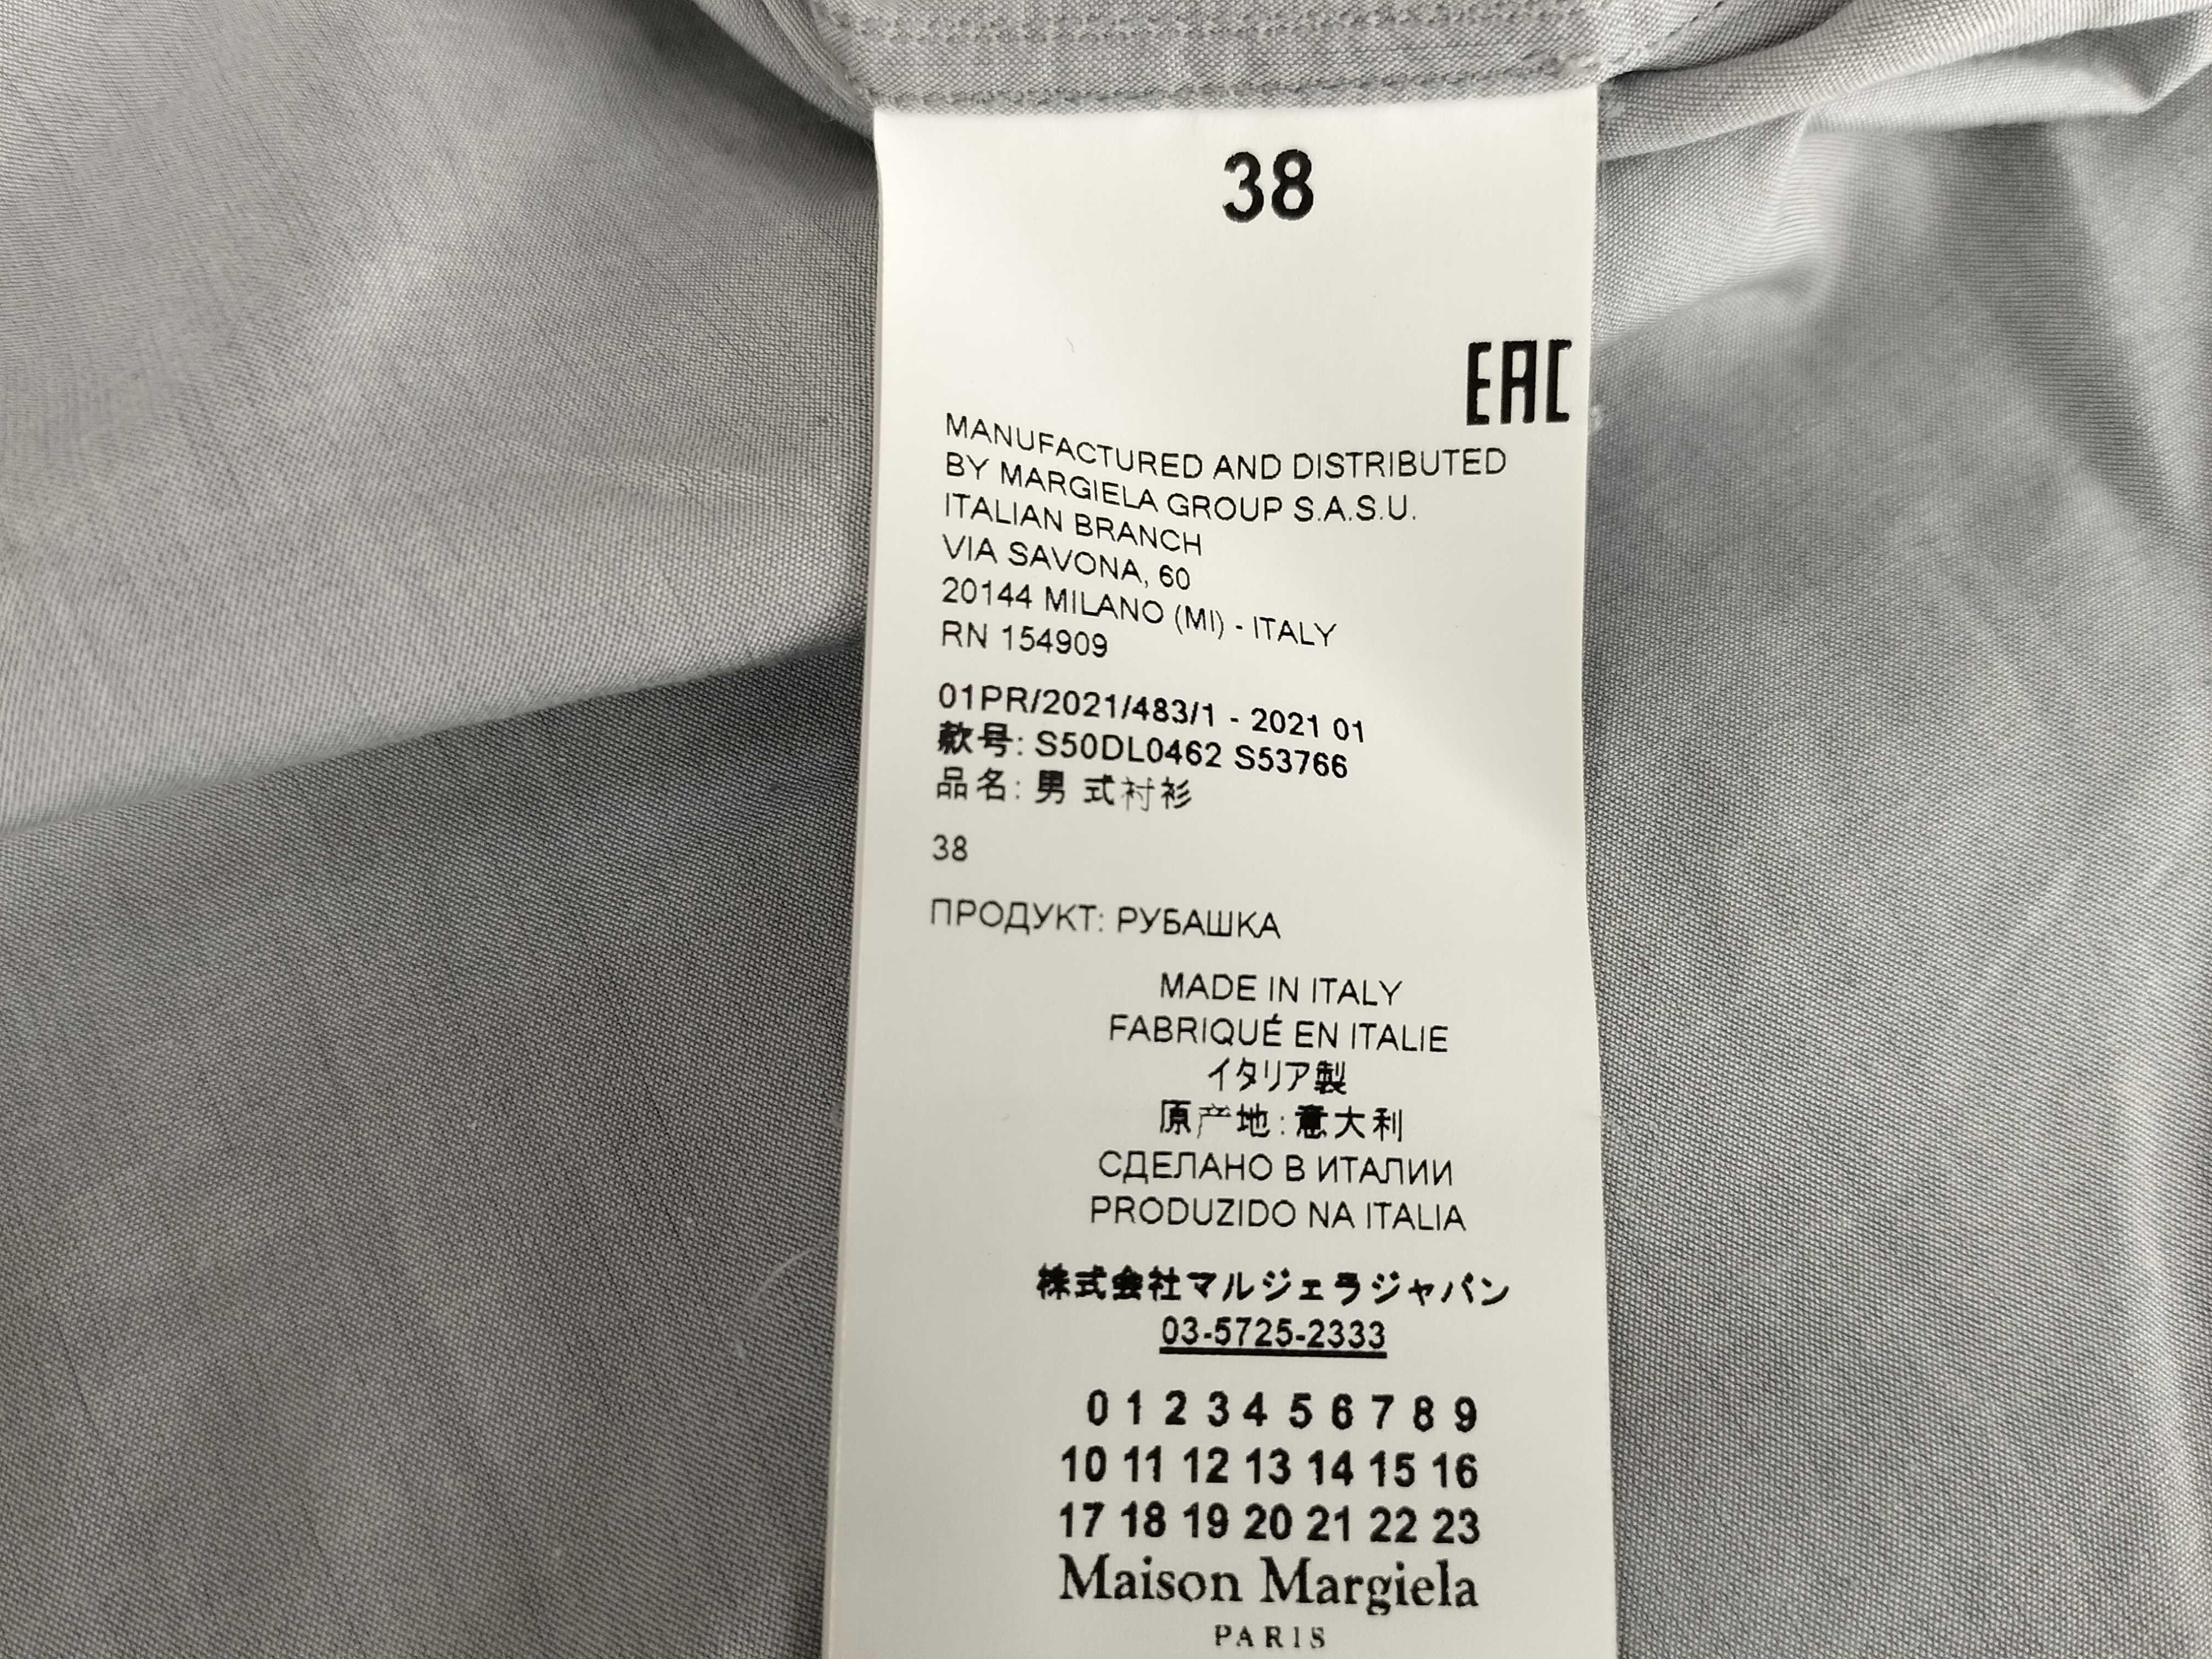 38
EAC
MANUFACTURED AND DISTRIBUTED
BY MARGIELA GROUP S.A.S.U.
ITALIAN BRANCH
VIA SAVONA, 60
20144 MILANO (MI) - ITALY
RN 154909
01PR/2021/483/1 - 2021 01
款号: S50DL0462 S53766
品名: 男 式衬衫
38
ПРОДУКТ: РУБАШКА
MADE IN ITALY
FABRIQUÉ EN ITALIE
イタリア製
原产地: 意大利
СДЕЛАНО В ИТАЛИИ
PRODUZIDO NA ITALIA
株式会社マルジェラジャパン
03-5725-2333
0 1 2 3 4 5 6 7 8 9
10 11 12 13 14 15 16
17 18 19 20 21 22 23
Maison Margiela
PARIS